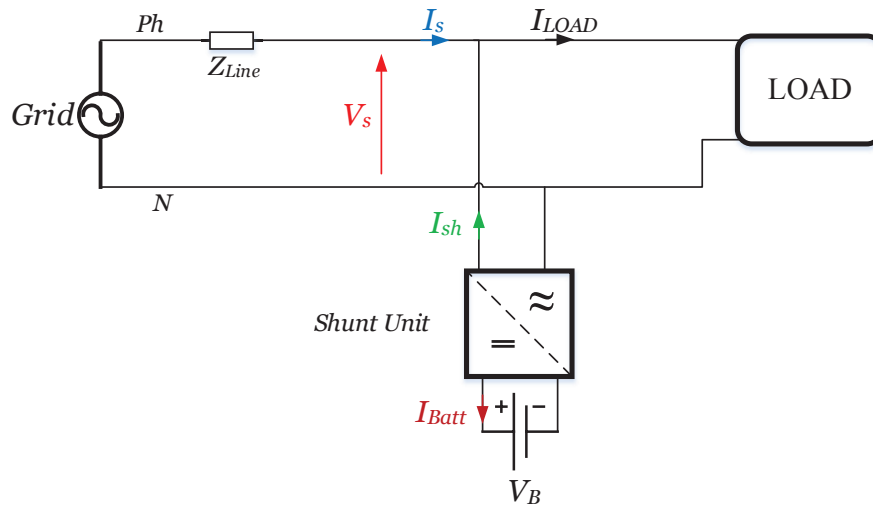 Ph
I_s
I_LOAD
Z_Line
LOAD
Grid
V_s
N
I_sh
Shunt Unit
≈
=
I_Batt
+
−
V_B